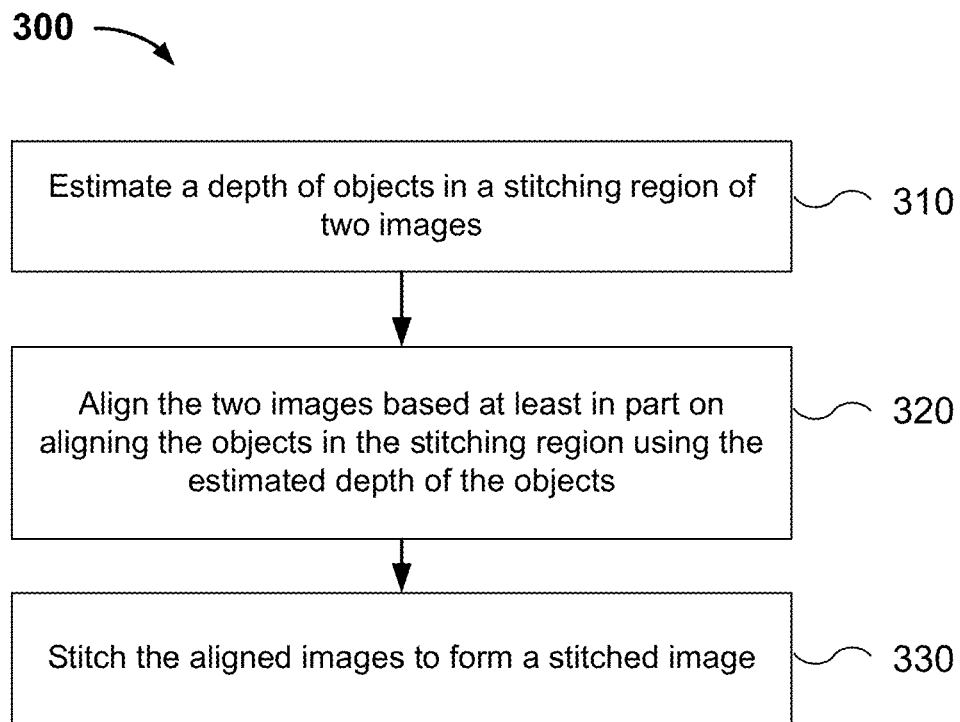 300
Estimate a depth of objects in a stitching region of
two images
310
Align the two images based at least in part on
aligning the objects in the stitching region using the
estimated depth of the objects
320
Stitch the aligned images to form a stitched image
330